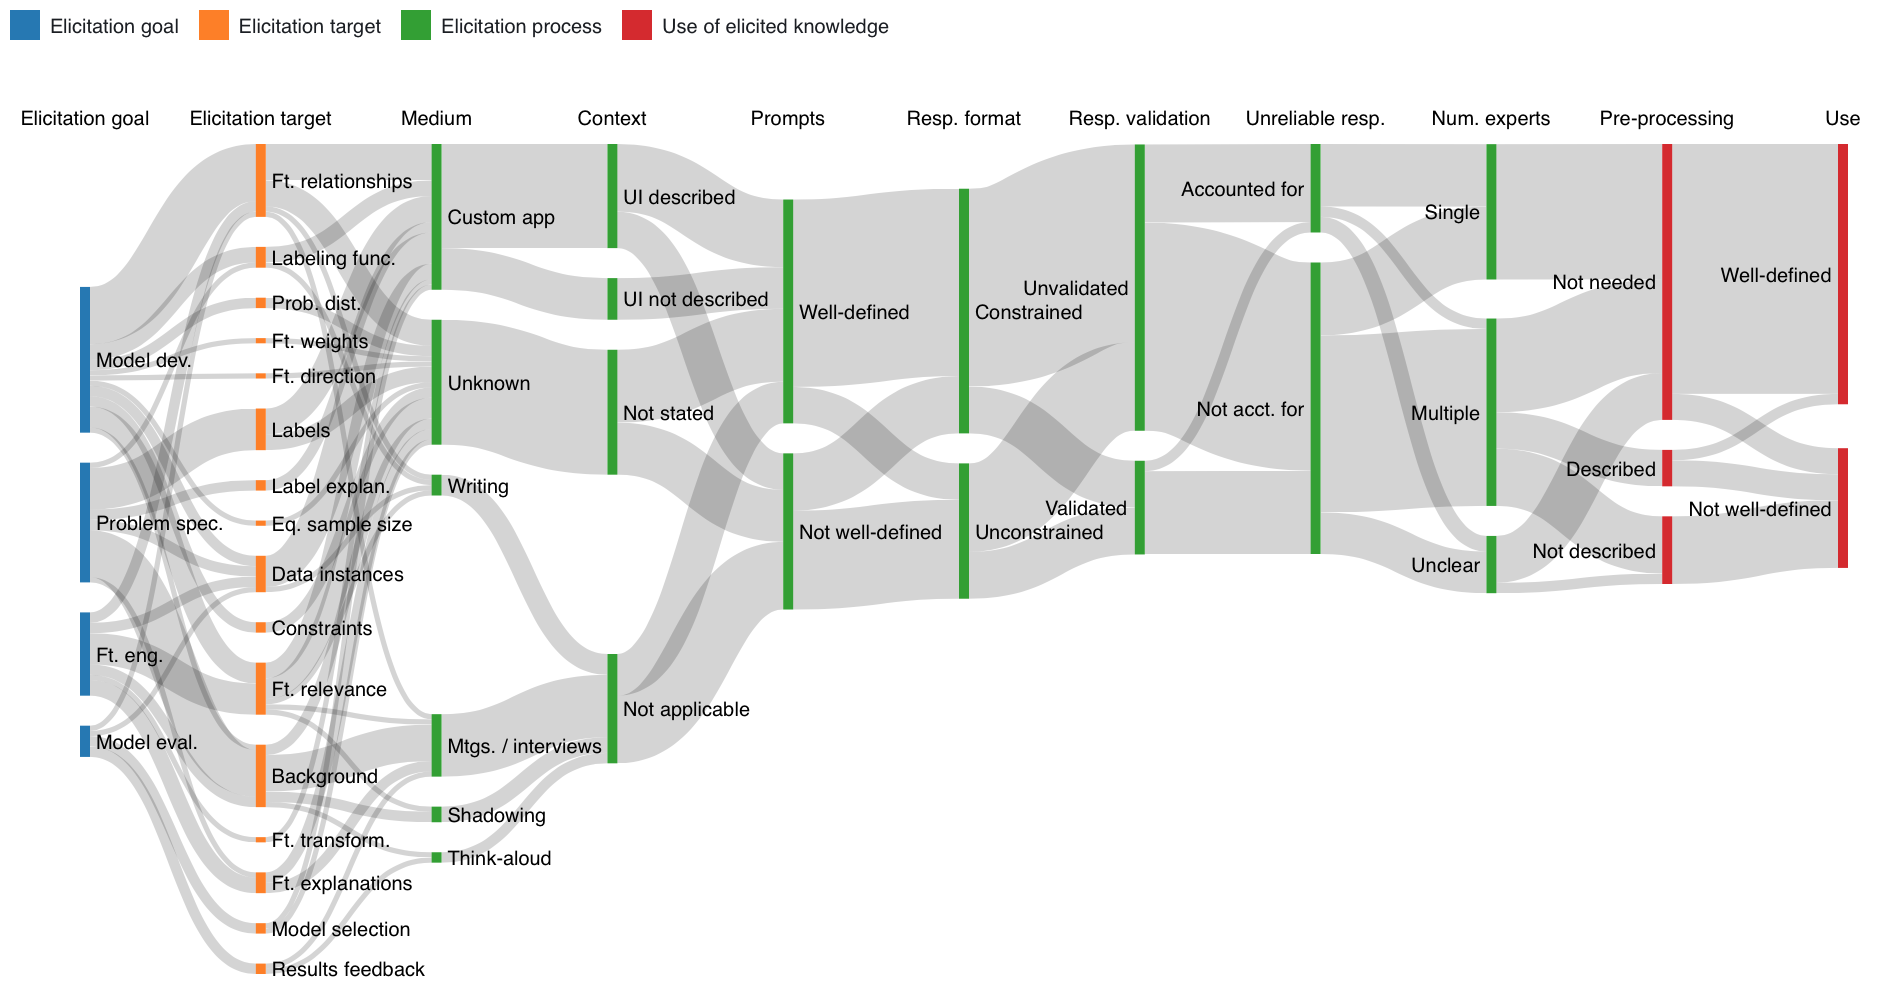 Elicitation goal
Elicitation target
Elicitation process
Use of elicited knowledge
Elicitation goal
Elicitation target
Medium
Context
Prompts
Resp. format
Resp. validation
Unreliable resp.
Num. experts
Pre-processing
Use
Model dev.
Problem spec.
Ft. eng.
Model eval.
Ft. relationships
Labeling func.
Prob. dist.
Ft. weights
Ft. direction
Labels
Label explan.
Eq. sample size
Data instances
Constraints
Ft. relevance
Background
Ft. transform.
Ft. explanations
Model selection
Results feedback
Custom app
Unknown
Writing
Mtgs. / interviews
Shadowing
Think-aloud
UI described
UI not described
Not stated
Not applicable
Well-defined
Not well-defined
Constrained
Unconstrained
Unvalidated
Validated
Accounted for
Not acct. for
Single
Multiple
Unclear
Not needed
Described
Not described
Well-defined
Not well-defined